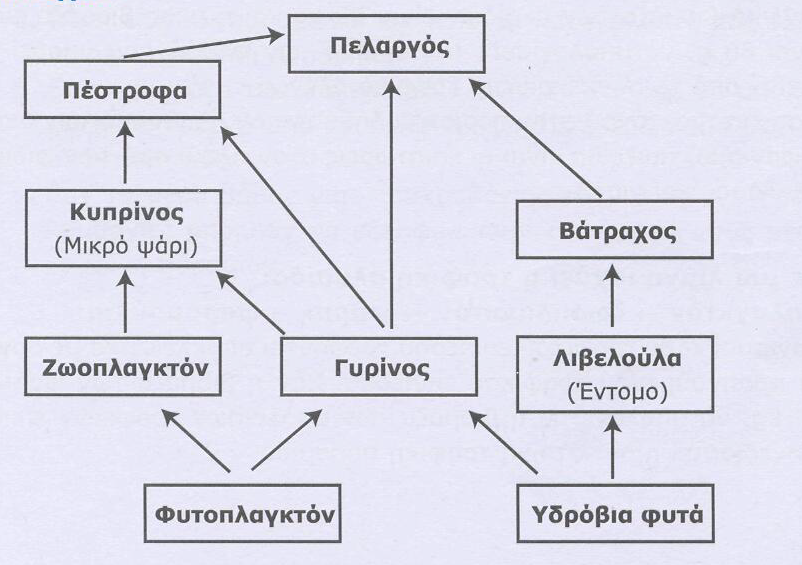 Πελαργός
Πέστροφα
Κυπρίνος
(Μικρό ψάρι)
Βάτραχος
Ζωοπλαγκτόν
Γυρίνος
Λιβελούλα
(Έντομο)
Φυτοπλαγκτόν
Υδρόβια φυτά